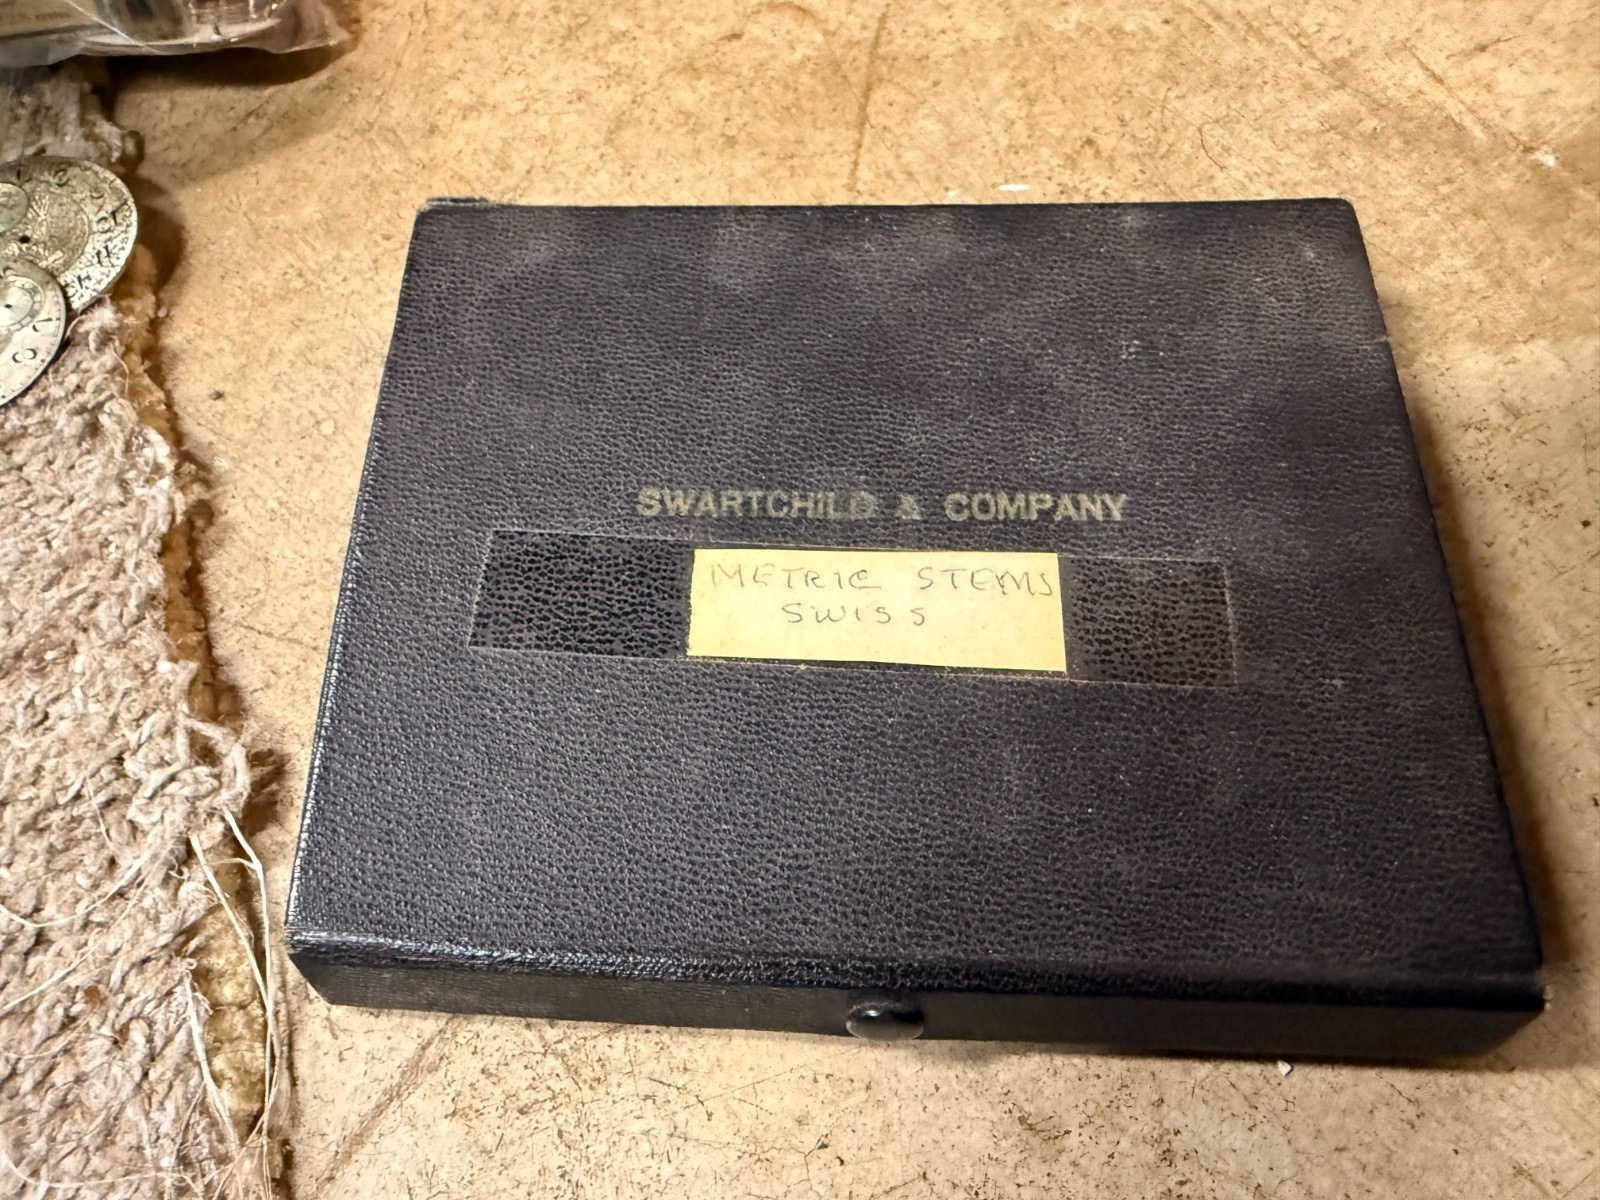 SWARTCHILD & COMPANY
METRIC STEMS
SWISS